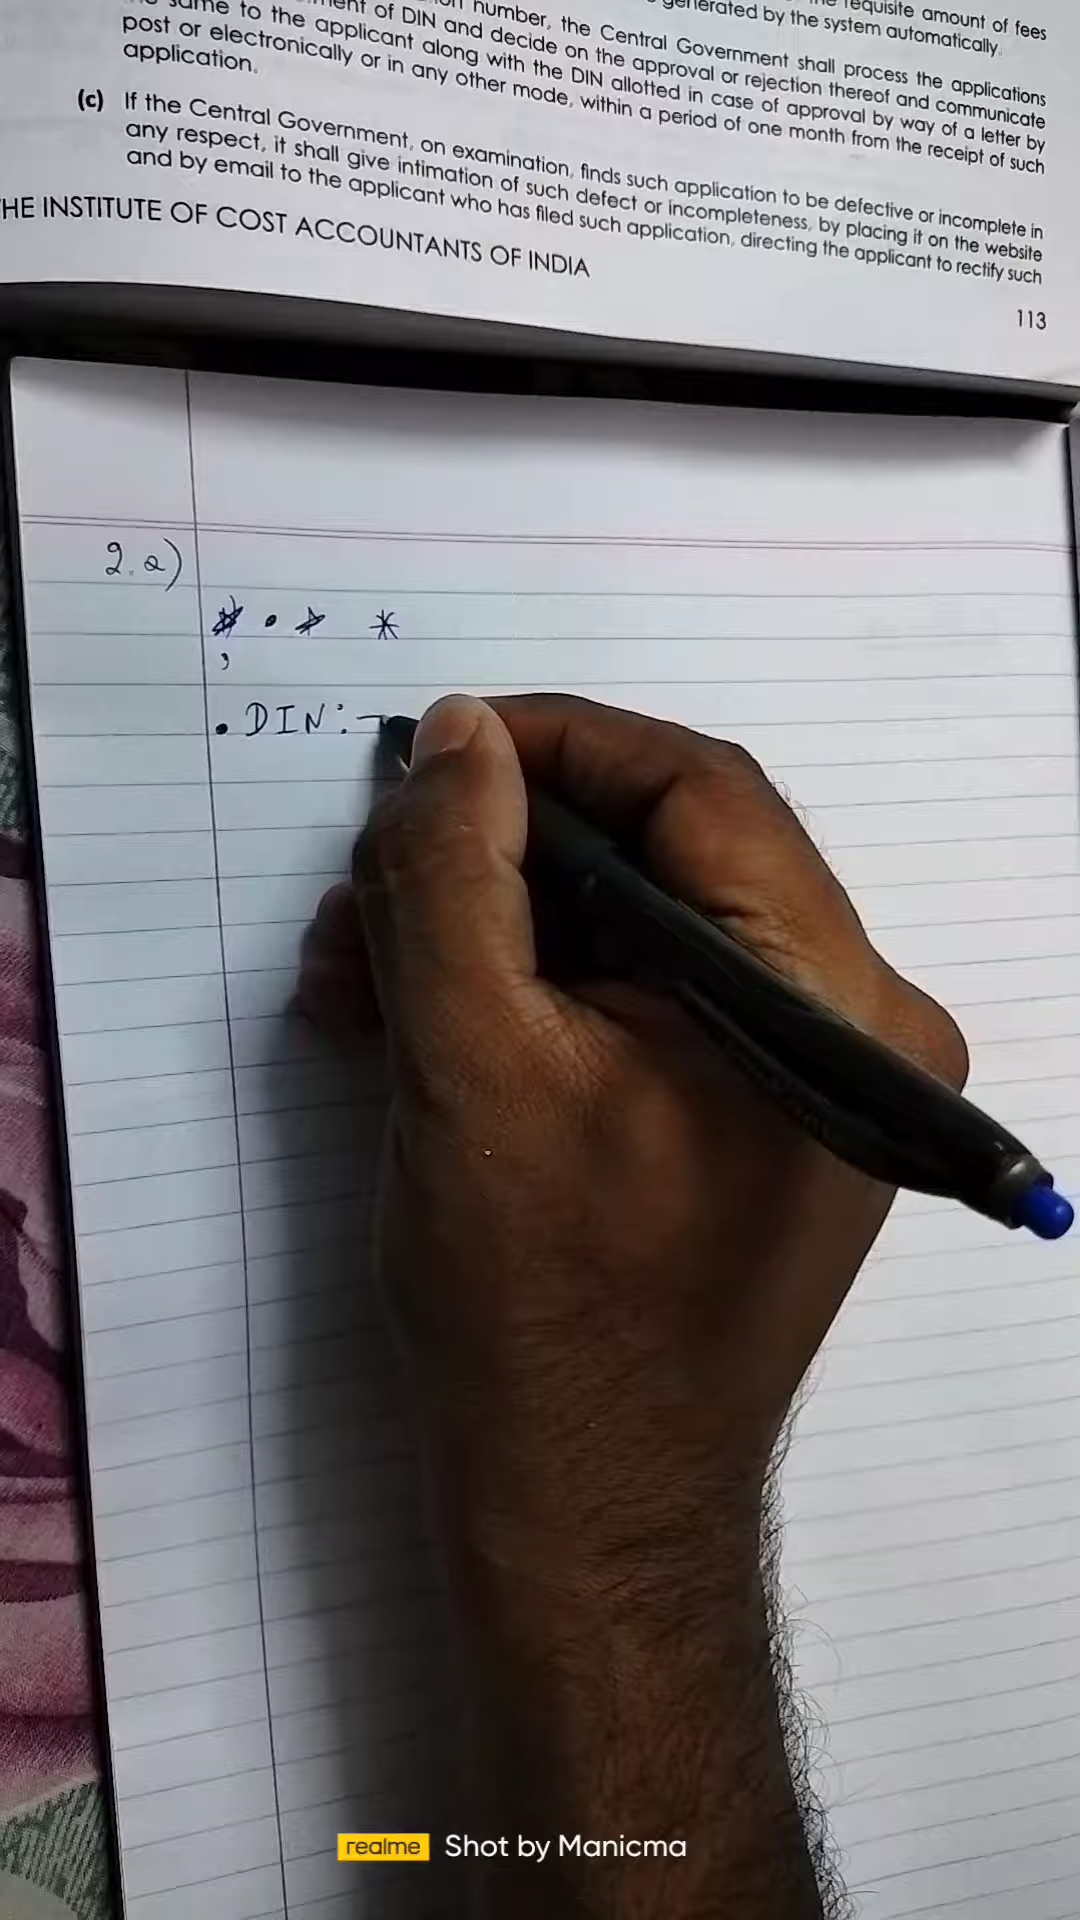 requisite amount of fees
generated by the system automatically.
number, the Central Government shall process the applications
of DIN and decide on the approval or rejection thereof and communicate
same to the applicant along with the DIN allotted in case of approval by way of a letter by
post or electronically or in any other mode, within a period of one month from the receipt of such
application.
(c) If the Central Government, on examination, finds such application to be defective or incomplete in
any respect, it shall give intimation of such defect or incompleteness, by placing it on the website
and by email to the applicant who has filed such application, directing the applicant to rectify such
THE INSTITUTE OF COST ACCOUNTANTS OF INDIA
113
2. a)
• DIN:-
realme Shot by Manicma